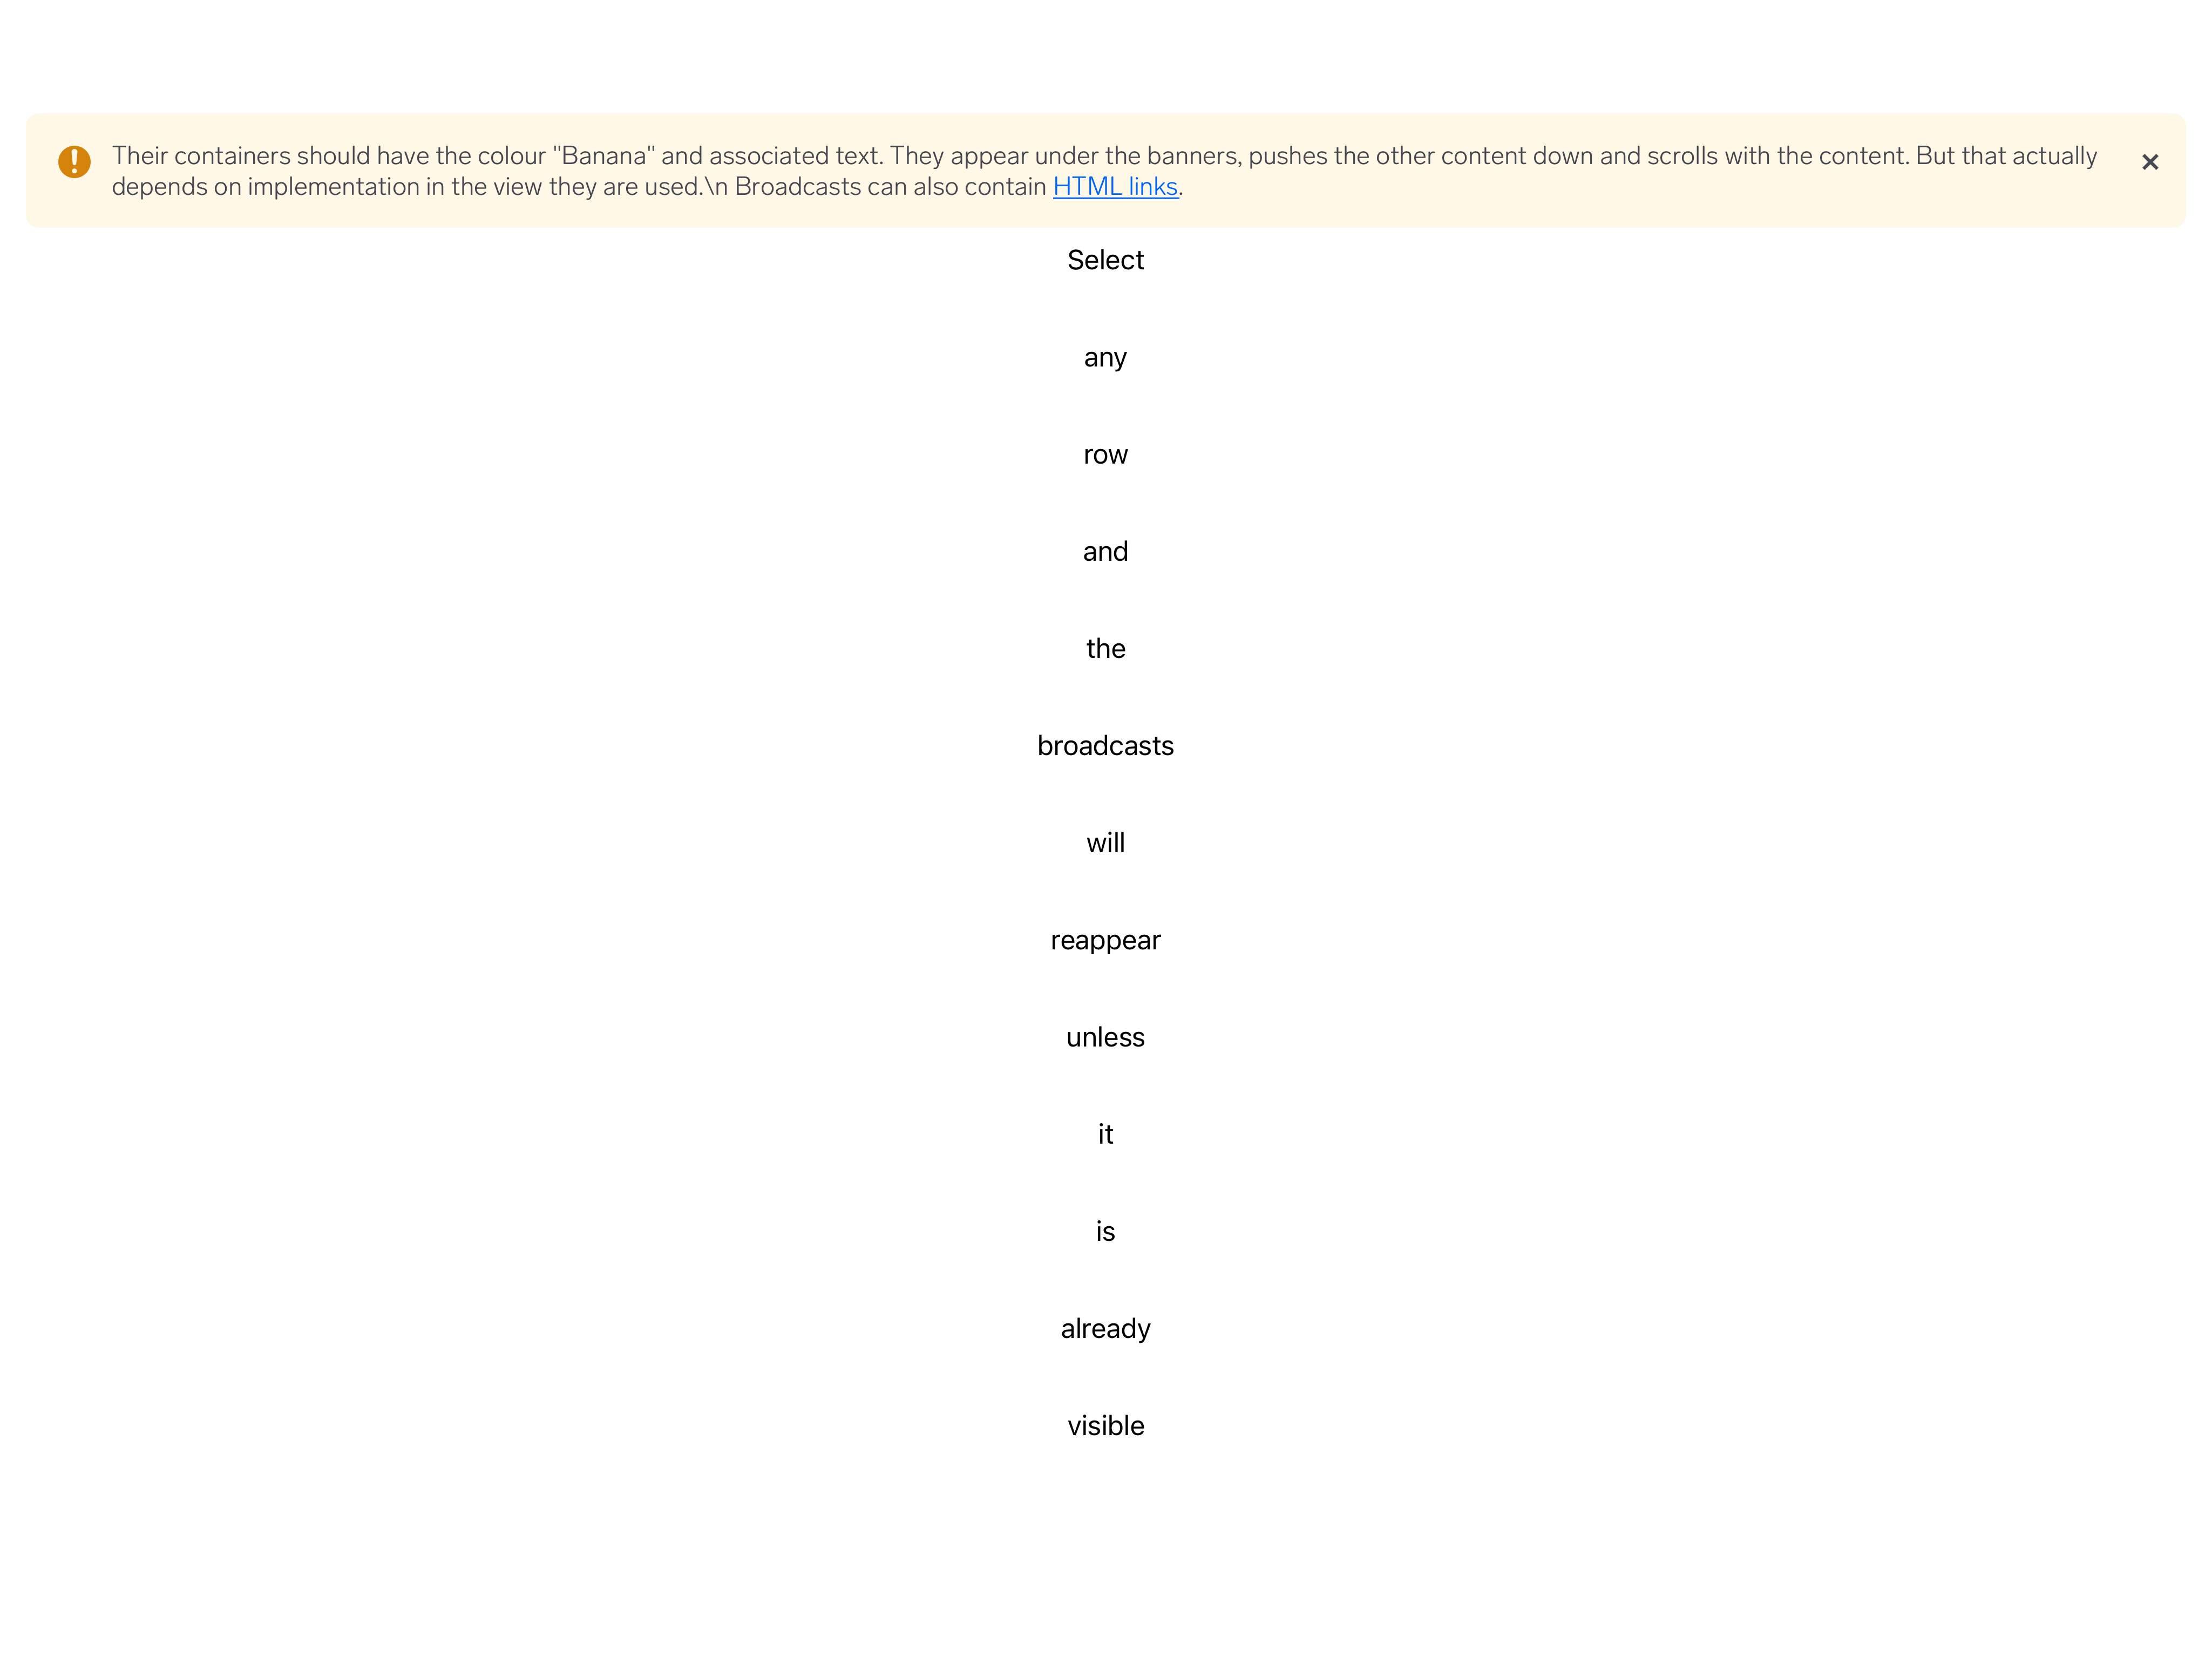 Their containers should have the colour "Banana" and associated text. They appear under the banners, pushes the other content down and scrolls with the content. But that actually
depends on implementation in the view they are used.\n Broadcasts can also contain HTML links.
Select
any
row
and
the
broadcasts
will
reappear
unless
it
is
already
visible